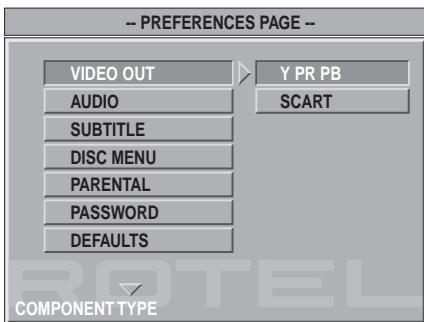 -- PREFERENCES PAGE --
VIDEO OUT
Y PR PB
AUDIO
SCART
SUBTITLE
DISC MENU
PARENTAL
PASSWORD
DEFAULTS
ROTEL
COMPONENT TYPE